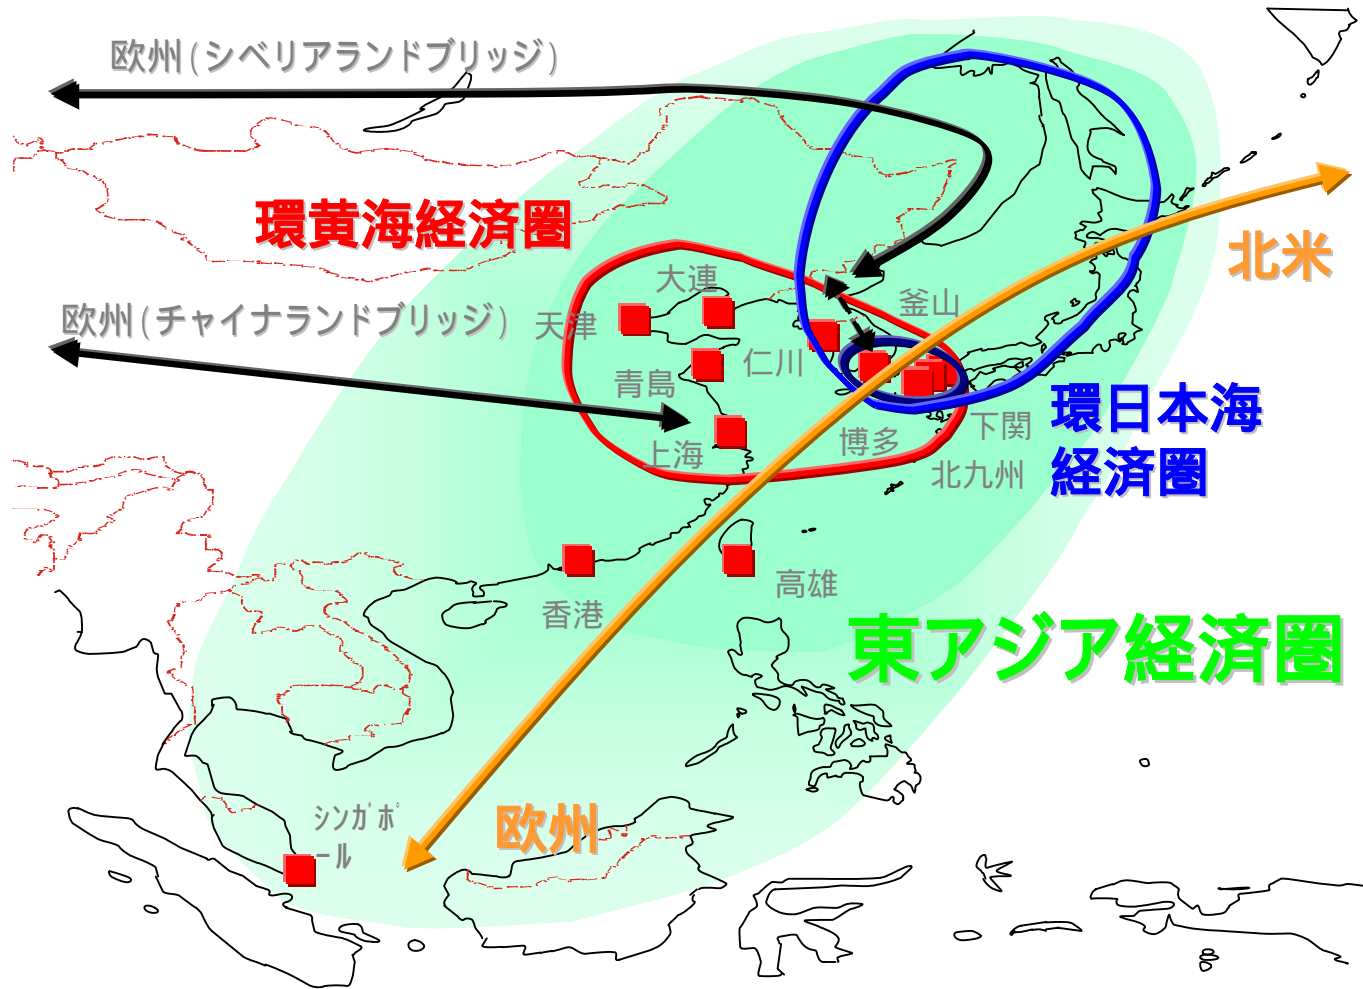 欧州(シベリアランドブリッジ)
環黄海経済圏
北米
大連
欧州(チャイナランドブリッジ)
天津
釜山
仁川
青島
環日本海
経済圏
博多
下関
上海
北九州
香港
高雄
東アジア経済圏
欧州
ｼﾝｶﾞﾎﾟ
ｰﾙ